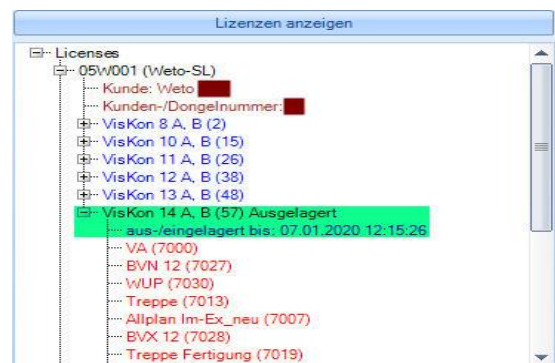 Lizenzen anzeigen
Licenses
05W001 (Weto-SL)
Kunde: Weto
Kunden-/Dongelnummer:
VisKon 8 A, B (2)
VisKon 10 A, B (15)
VisKon 11 A, B (26)
VisKon 12 A, B (38)
VisKon 13 A, B (48)
VisKon 14 A, B (57) Ausgelagert
aus-/eingelagert bis: 07.01.2020 12:15:26
VA (7000)
BVN 12 (7027)
WUP (7030)
Treppe (7013)
Allplan Im-Ex_neu (7007)
BVX 12 (7028)
Treppe Fertigung (7019)